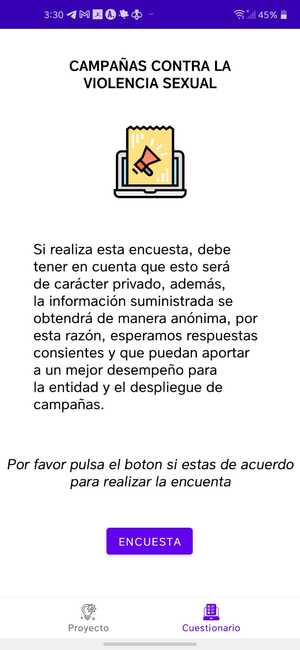 3:30
45%
CAMPAÑAS CONTRA LA
VIOLENCIA SEXUAL
Si realiza esta encuesta, debe
tener en cuenta que esto será
de carácter privado, además,
la información suministrada se
obtendrá de manera anónima, por
esta razón, esperamos respuestas
consientes y que puedan aportar
a un mejor desempeño para
la entidad y el despliegue de
campañas.
Por favor pulsa el boton si estas de acuerdo
para realizar la encuenta
ENCUESTA
Proyecto
Cuestionario